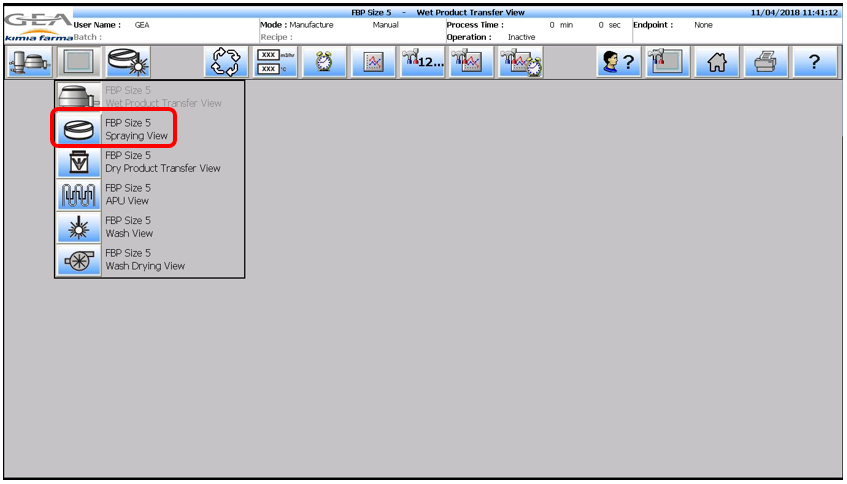 FBP Size 5 - Wet Product Transfer View
11/04/2018 11:41:12
GEA
kimia farma
User Name : GEA
Mode : Manufacture Manual
Process Time : 0 min 0 sec
Endpoint : None
Batch :
Recipe :
Operation : Inactive
XXX m3/hr
XXX °C
12...
?
?
FBP Size 5
Wet Product Transfer View
FBP Size 5
Spraying View
FBP Size 5
Dry Product Transfer View
FBP Size 5
APU View
FBP Size 5
Wash View
FBP Size 5
Wash Drying View